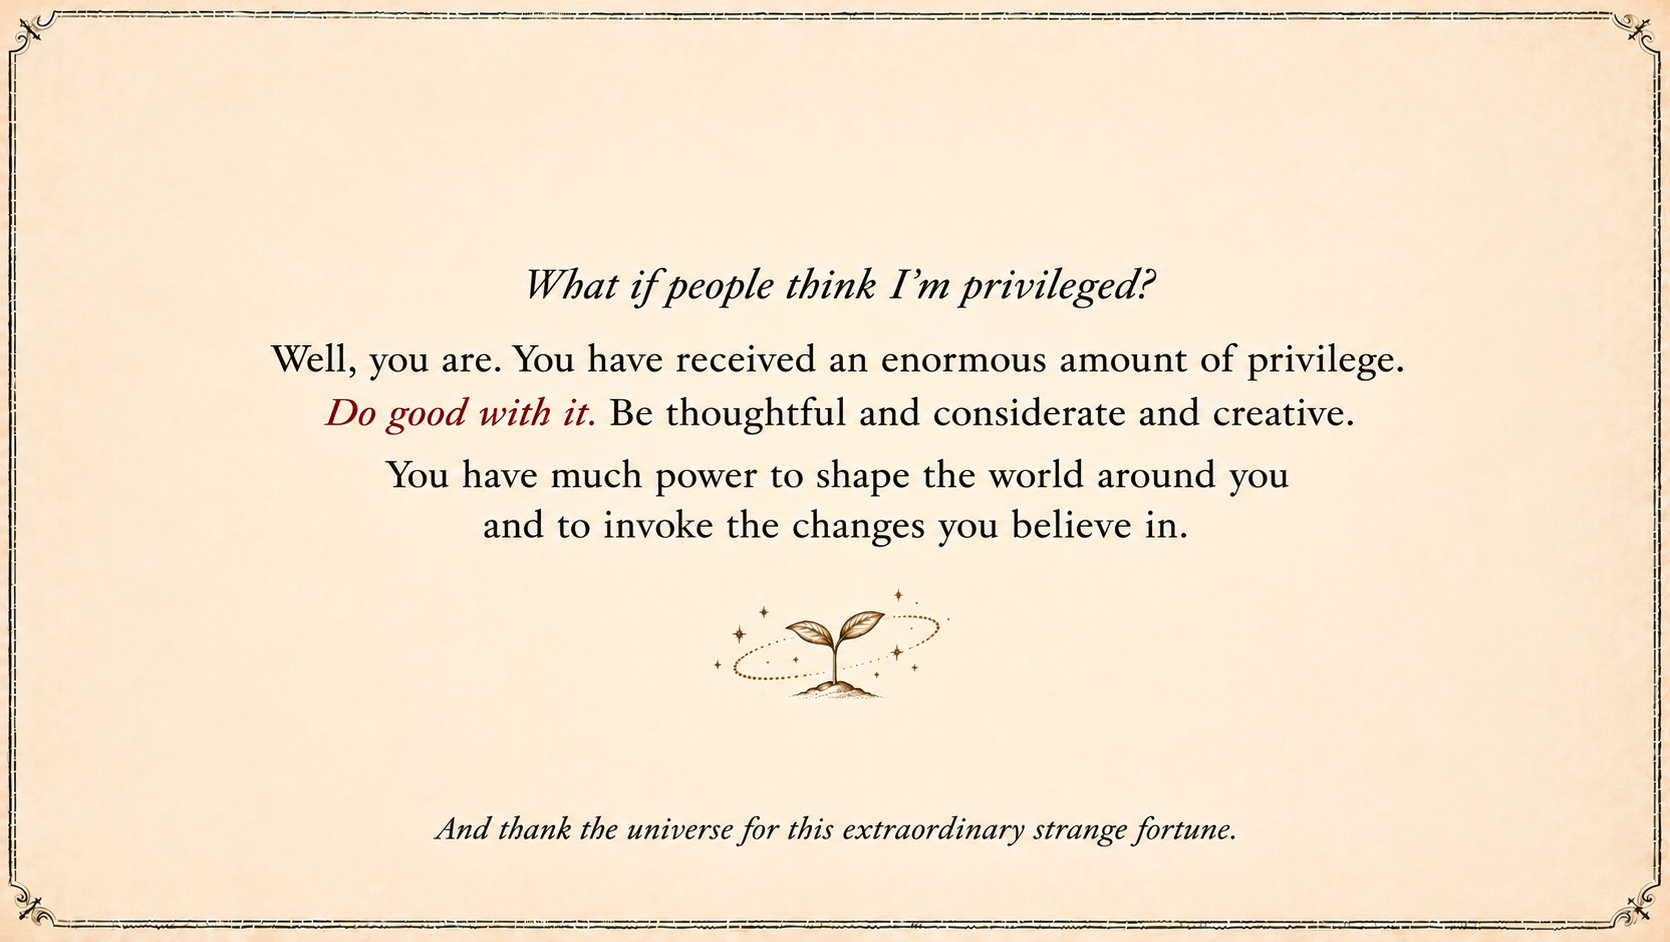 What if people think I’m privileged?
Well, you are. You have received an enormous amount of privilege.
Do good with it. Be thoughtful and considerate and creative.
You have much power to shape the world around you
and to invoke the changes you believe in.
And thank the universe for this extraordinary strange fortune.